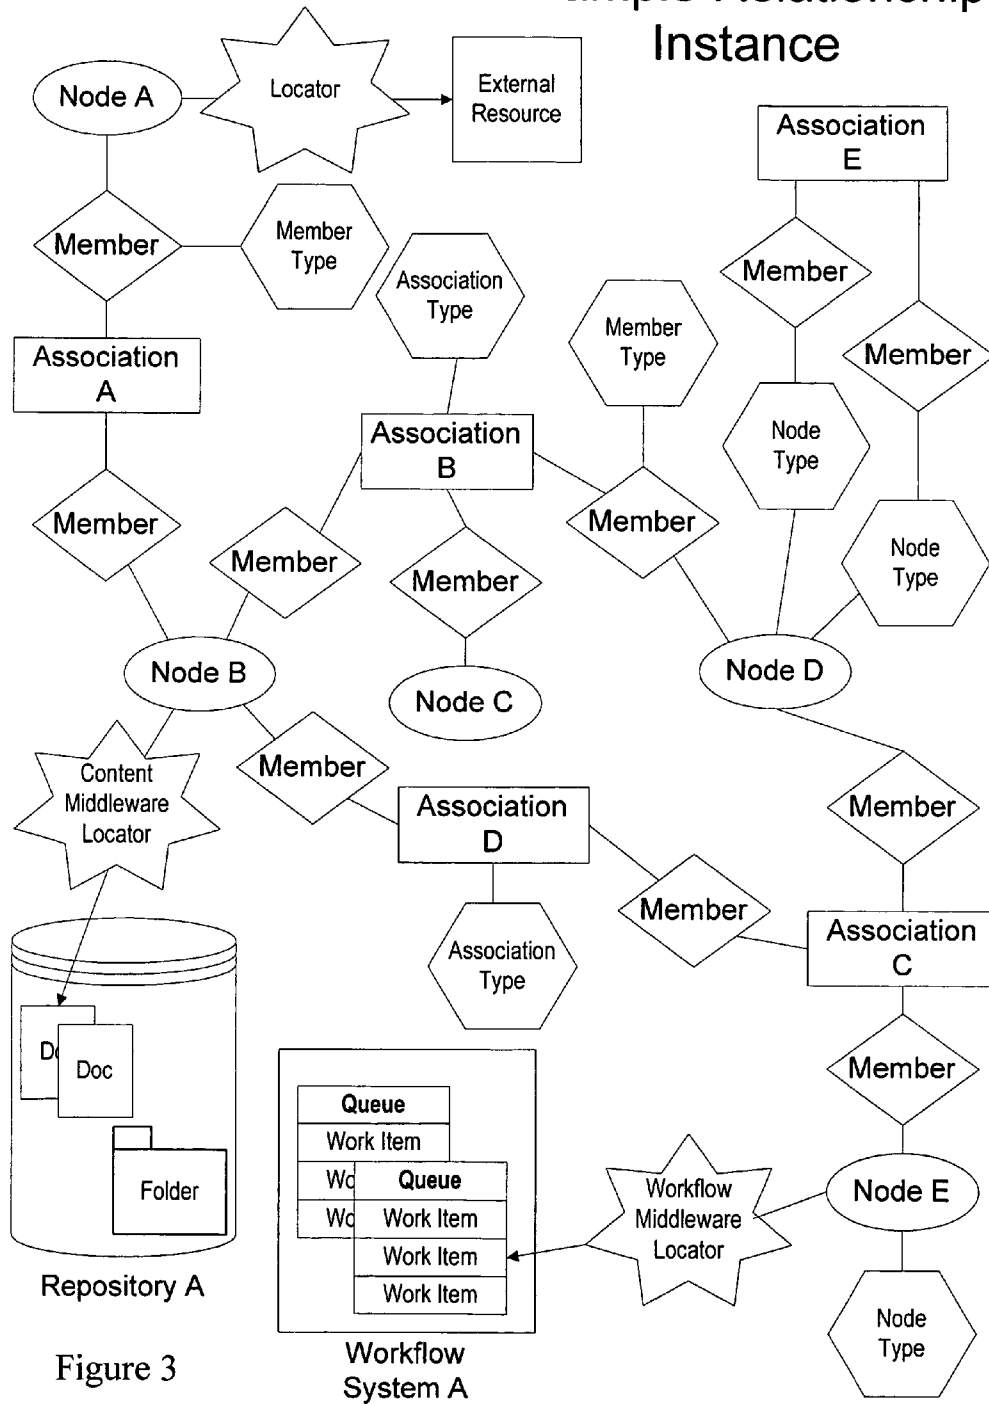 Relationship
Instance
Node A
Locator
External
Resource
Association
E
Member
Member
Type
Association
Type
Member
Member
Type
Member
Association
A
Association
B
Node
Type
Member
Member
Member
Member
Node
Type
Node B
Node C
Node D
Content
Middleware
Locator
Member
Association
D
Member
Member
Association
C
Association
Type
Doc
Folder
Repository A
Member
Queue
Work Item
Queue
Work Item
Work Item
Work Item
Workflow
System A
Workflow
Middleware
Locator
Node E
Node
Type
Figure 3